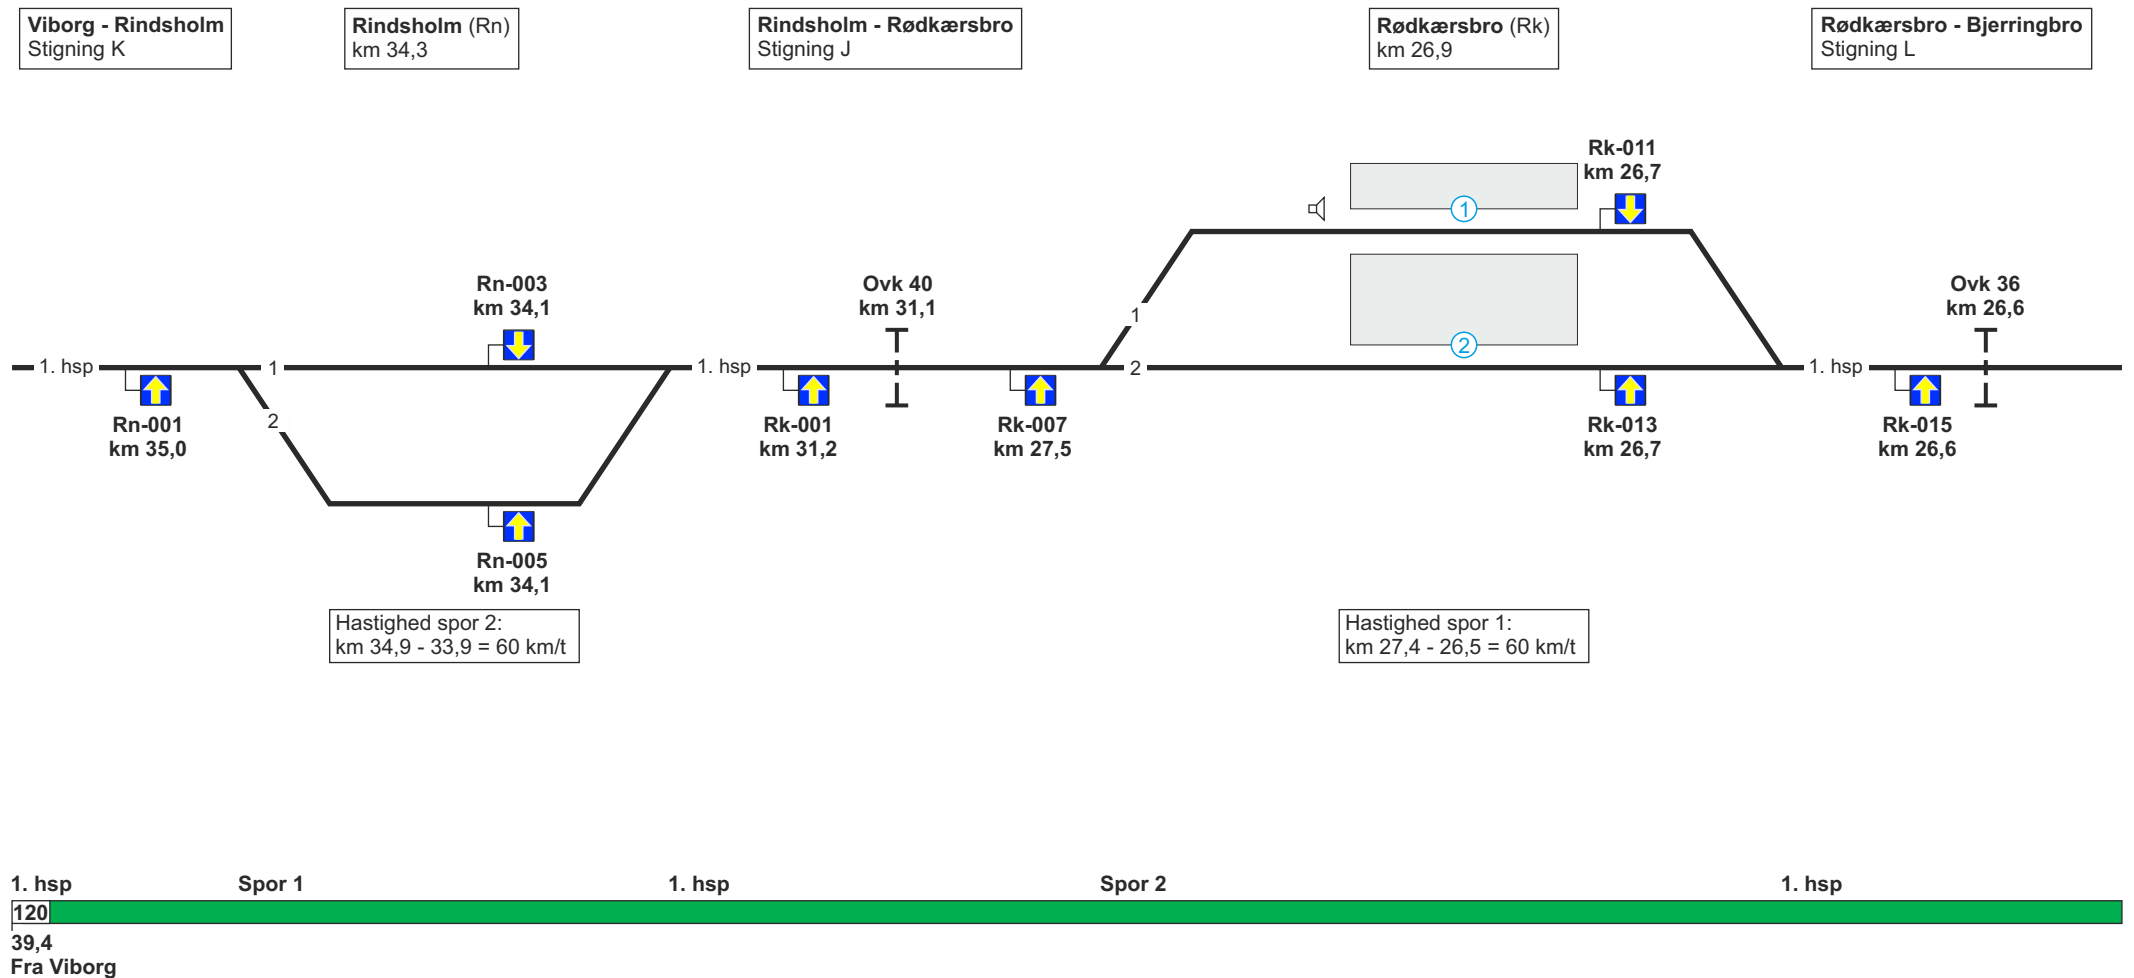 Viborg - Rindsholm
Stigning K
Rindsholm (Rn)
km 34,3
Rindsholm - Rødkærsbro
Stigning J
Rødkærsbro (Rk)
km 26,9
Rødkærsbro - Bjerringbro
Stigning L
Rk-011
km 26,7
1
Rn-003
km 34,1
Ovk 40
km 31,1
1
2
Ovk 36
km 26,6
1. hsp
1
1. hsp
2
1. hsp
2
Rn-001
km 35,0
Rk-001
km 31,2
Rk-007
km 27,5
Rk-013
km 26,7
Rk-015
km 26,6
Rn-005
km 34,1
Hastighed spor 2:
km 34,9 - 33,9 = 60 km/t
Hastighed spor 1:
km 27,4 - 26,5 = 60 km/t
1. hsp
Spor 1
1. hsp
Spor 2
1. hsp
120
39,4
Fra Viborg